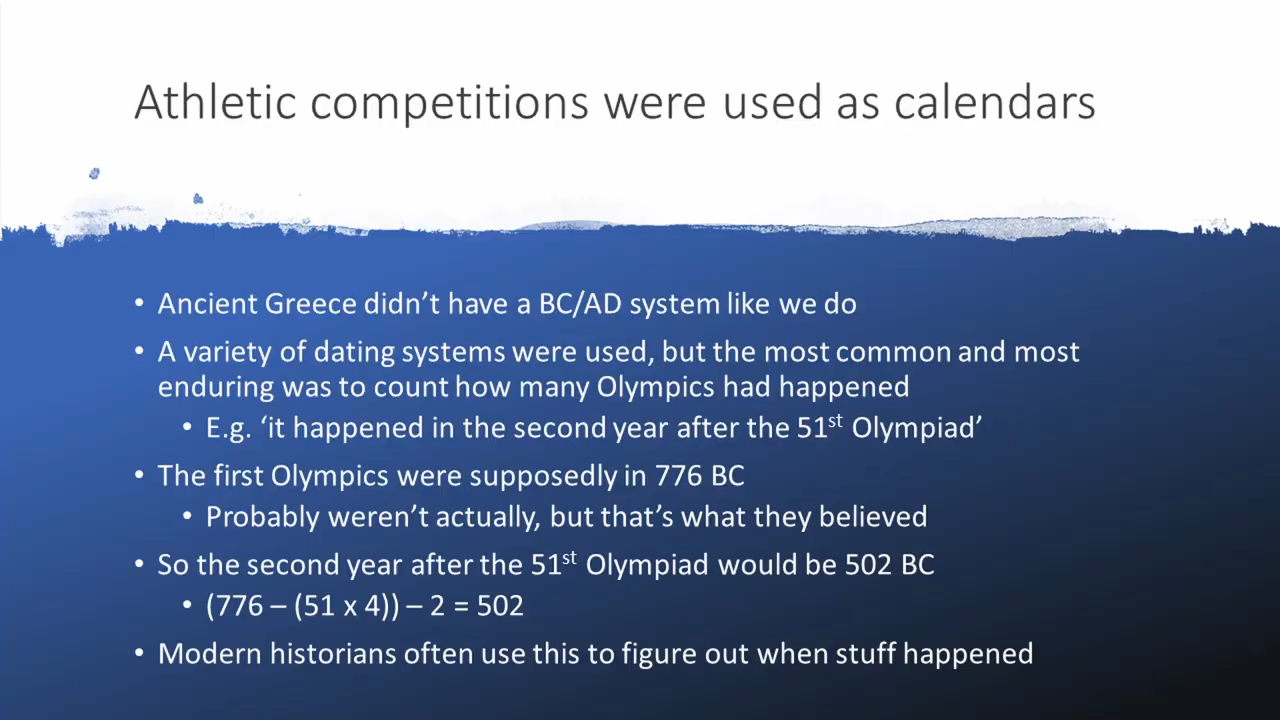 Athletic competitions were used as calendars
• Ancient Greece didn't have a BC/AD system like we do
• A variety of dating systems were used, but the most common and most
enduring was to count how many Olympics had happened
• E.g. 'it happened in the second year after the 51st Olympiad'
• The first Olympics were supposedly in 776 BC
• Probably weren't actually, but that's what they believed
• So the second year after the 51st Olympiad would be 502 BC
• (776 – (51 x 4)) – 2 = 502
• Modern historians often use this to figure out when stuff happened